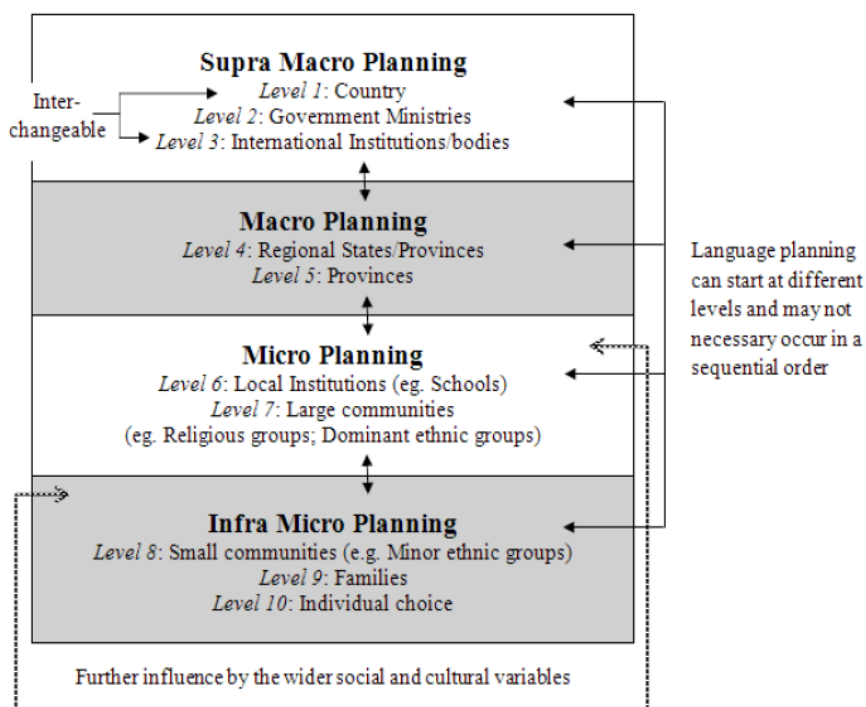 Supra Macro Planning
Level 1: Country
Level 2: Government Ministries
Level 3: International Institutions/bodies
Inter-
changeable
Macro Planning
Level 4: Regional States/Provinces
Level 5: Provinces
Micro Planning
Level 6: Local Institutions (eg. Schools)
Level 7: Large communities
(eg. Religious groups; Dominant ethnic groups)
Infra Micro Planning
Level 8: Small communities (e.g. Minor ethnic groups)
Level 9: Families
Level 10: Individual choice
Language planning
can start at different
levels and may not
necessary occur in a
sequential order
Further influence by the wider social and cultural variables